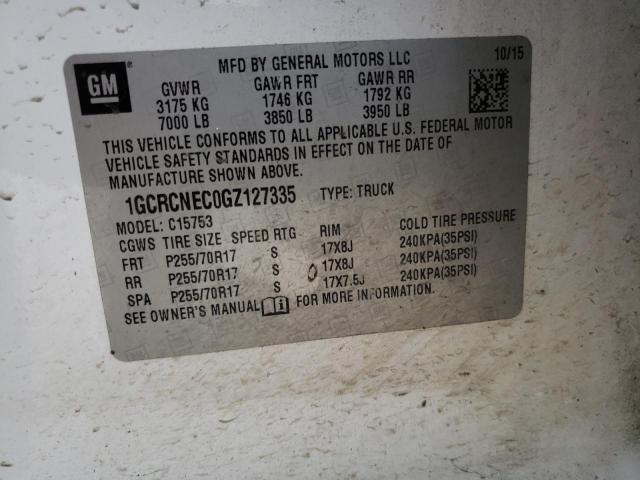 GM
MFD BY GENERAL MOTORS LLC 10/15
GVWR GAWR FRT GAWR RR
3175 KG 1746 KG 1792 KG
7000 LB 3850 LB 3950 LB
THIS VEHICLE CONFORMS TO ALL APPLICABLE U.S. FEDERAL MOTOR
VEHICLE SAFETY STANDARDS IN EFFECT ON THE DATE OF
MANUFACTURE SHOWN ABOVE.
1GCRCNEC0GZ127335 TYPE: TRUCK
MODEL: C15753
CGWS TIRE SIZE SPEED RTG RIM COLD TIRE PRESSURE
FRT P255/70R17 S 17X8J 240KPA(35PSI)
RR P255/70R17 S 17X8J 240KPA(35PSI)
SPA P255/70R17 S 17X7.5J 240KPA(35PSI)
SEE OWNER'S MANUAL FOR MORE INFORMATION.